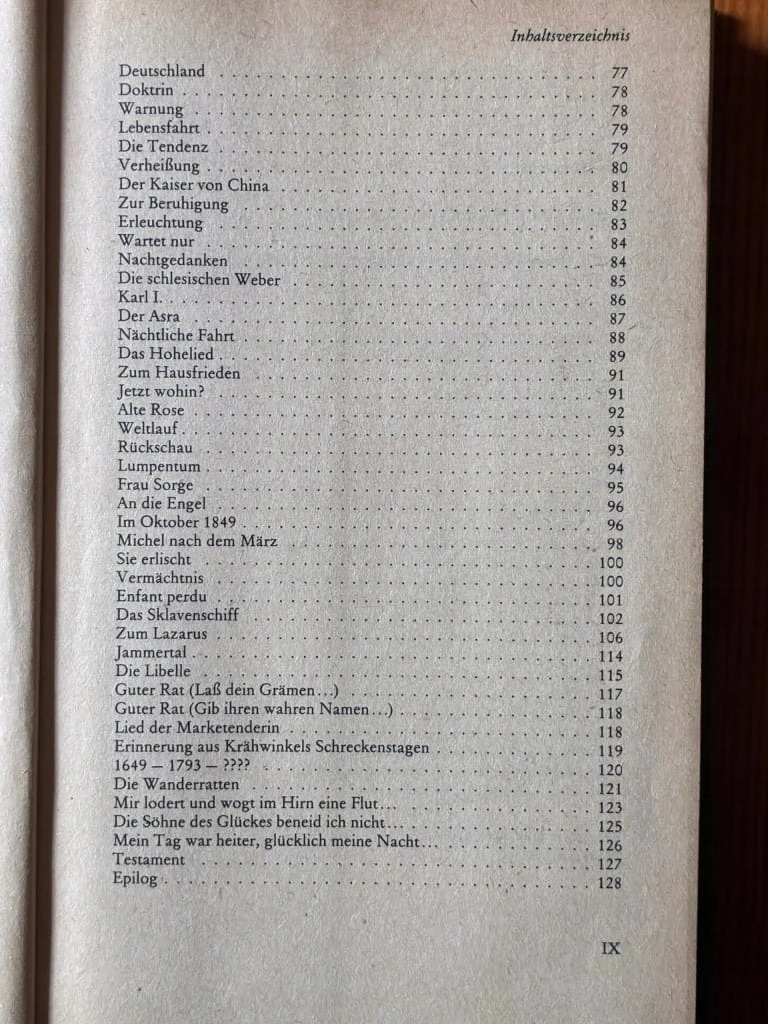 Inhaltsverzeichnis
Deutschland . . . . . . . . . . . . . . . . . . . . . . . . . . . . . . 77
Doktrin . . . . . . . . . . . . . . . . . . . . . . . . . . . . . . 78
Warnung . . . . . . . . . . . . . . . . . . . . . . . . . . . . . . 78
Lebensfahrt . . . . . . . . . . . . . . . . . . . . . . . . . . . . . . 79
Die Tendenz . . . . . . . . . . . . . . . . . . . . . . . . . . . . . . 79
Verheißung . . . . . . . . . . . . . . . . . . . . . . . . . . . . . . 80
Der Kaiser von China . . . . . . . . . . . . . . . . . . . . . . . . . 81
Zur Beruhigung . . . . . . . . . . . . . . . . . . . . . . . . . . . . 82
Erleuchtung . . . . . . . . . . . . . . . . . . . . . . . . . . . . . . 83
Wartet nur . . . . . . . . . . . . . . . . . . . . . . . . . . . . . . 84
Nachtgedanken . . . . . . . . . . . . . . . . . . . . . . . . . . . . 84
Die schlesischen Weber . . . . . . . . . . . . . . . . . . . . . . . . 85
Karl I. . . . . . . . . . . . . . . . . . . . . . . . . . . . . . . 86
Der Asra . . . . . . . . . . . . . . . . . . . . . . . . . . . . . . 87
Nächtliche Fahrt . . . . . . . . . . . . . . . . . . . . . . . . . . . 88
Das Hohelied . . . . . . . . . . . . . . . . . . . . . . . . . . . . . 89
Zum Hausfrieden . . . . . . . . . . . . . . . . . . . . . . . . . . . 91
Jetzt wohin? . . . . . . . . . . . . . . . . . . . . . . . . . . . . . 91
Alte Rose . . . . . . . . . . . . . . . . . . . . . . . . . . . . . . 92
Weltlauf . . . . . . . . . . . . . . . . . . . . . . . . . . . . . . 93
Rückschau . . . . . . . . . . . . . . . . . . . . . . . . . . . . . . 93
Lumpentum . . . . . . . . . . . . . . . . . . . . . . . . . . . . . . 94
Frau Sorge . . . . . . . . . . . . . . . . . . . . . . . . . . . . . . 95
An die Engel . . . . . . . . . . . . . . . . . . . . . . . . . . . . . 96
Im Oktober 1849 . . . . . . . . . . . . . . . . . . . . . . . . . . . 96
Michel nach dem März . . . . . . . . . . . . . . . . . . . . . . . . 98
Sie erlischt . . . . . . . . . . . . . . . . . . . . . . . . . . . . . 100
Vermächtnis . . . . . . . . . . . . . . . . . . . . . . . . . . . . . 100
Enfant perdu . . . . . . . . . . . . . . . . . . . . . . . . . . . . . 101
Das Sklavenschiff . . . . . . . . . . . . . . . . . . . . . . . . . . 102
Zum Lazarus . . . . . . . . . . . . . . . . . . . . . . . . . . . . . 106
Jammertal . . . . . . . . . . . . . . . . . . . . . . . . . . . . . . 114
Die Libelle . . . . . . . . . . . . . . . . . . . . . . . . . . . . . 115
Guter Rat (Laß dein Grämen...) . . . . . . . . . . . . . . . . . . . 117
Guter Rat (Gib ihren wahren Namen...) . . . . . . . . . . . . . . . 118
Lied der Marketenderin . . . . . . . . . . . . . . . . . . . . . . . . 118
Erinnerung aus Krähwinkels Schreckenstagen . . . . . . . . . . . . 119
1649 – 1793 – ???? . . . . . . . . . . . . . . . . . . . . . . . . . 120
Die Wanderratten . . . . . . . . . . . . . . . . . . . . . . . . . . 121
Mir lodert und wogt im Hirn eine Flut... . . . . . . . . . . . . . . 123
Die Söhne des Glückes beneid ich nicht... . . . . . . . . . . . . . 125
Mein Tag war heiter, glücklich meine Nacht... . . . . . . . . . . . 126
Testament . . . . . . . . . . . . . . . . . . . . . . . . . . . . . . 127
Epilog . . . . . . . . . . . . . . . . . . . . . . . . . . . . . . 128
IX